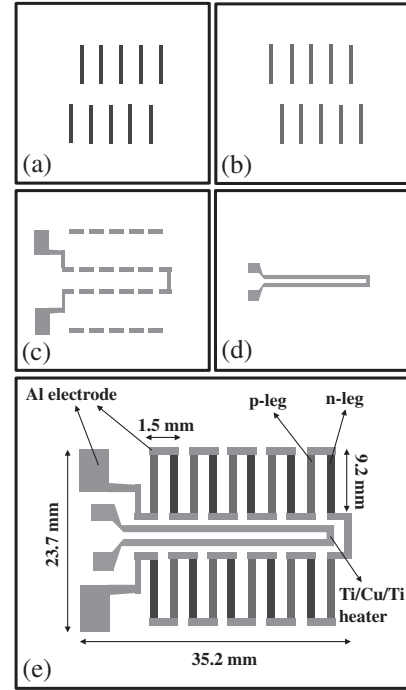 (a)
(b)
(c)
(d)
Al electrode
1.5 mm
p-leg
n-leg
9.2 mm
23.7 mm
Ti/Cu/Ti
heater
35.2 mm
(e)